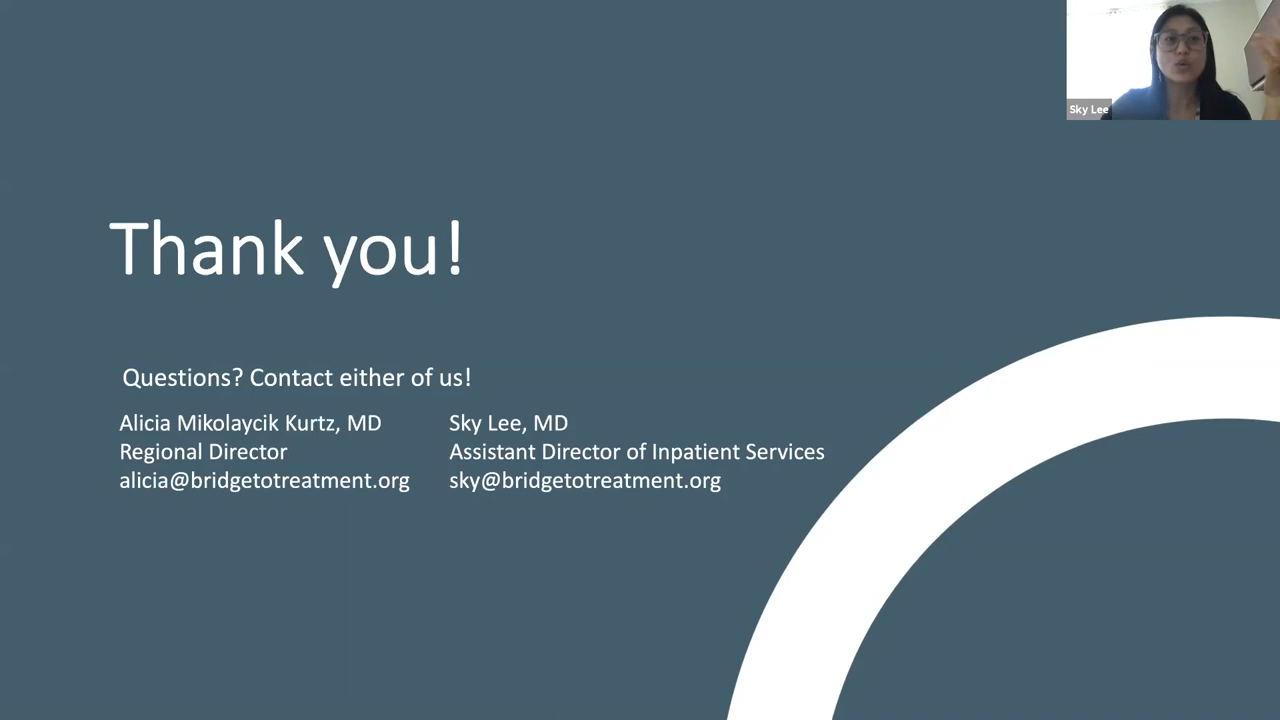 Sky Lee
Thank you!
Questions? Contact either of us!
Alicia Mikolaycik Kurtz, MD
Regional Director
alicia@bridgetotreatment.org
Sky Lee, MD
Assistant Director of Inpatient Services
sky@bridgetotreatment.org